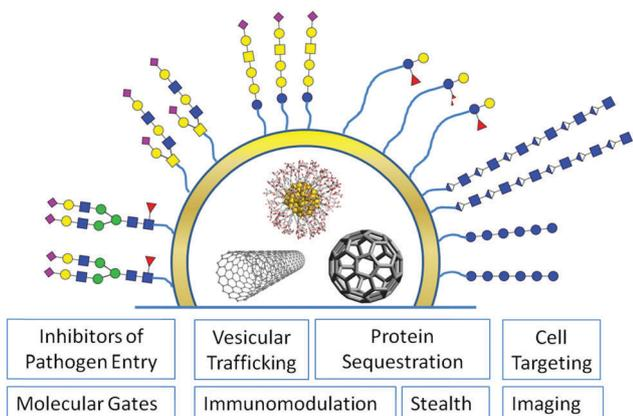 Inhibitors of
Pathogen Entry
Vesicular
Trafficking
Protein
Sequestration
Cell
Targeting
Molecular Gates
Immunomodulation
Stealth
Imaging